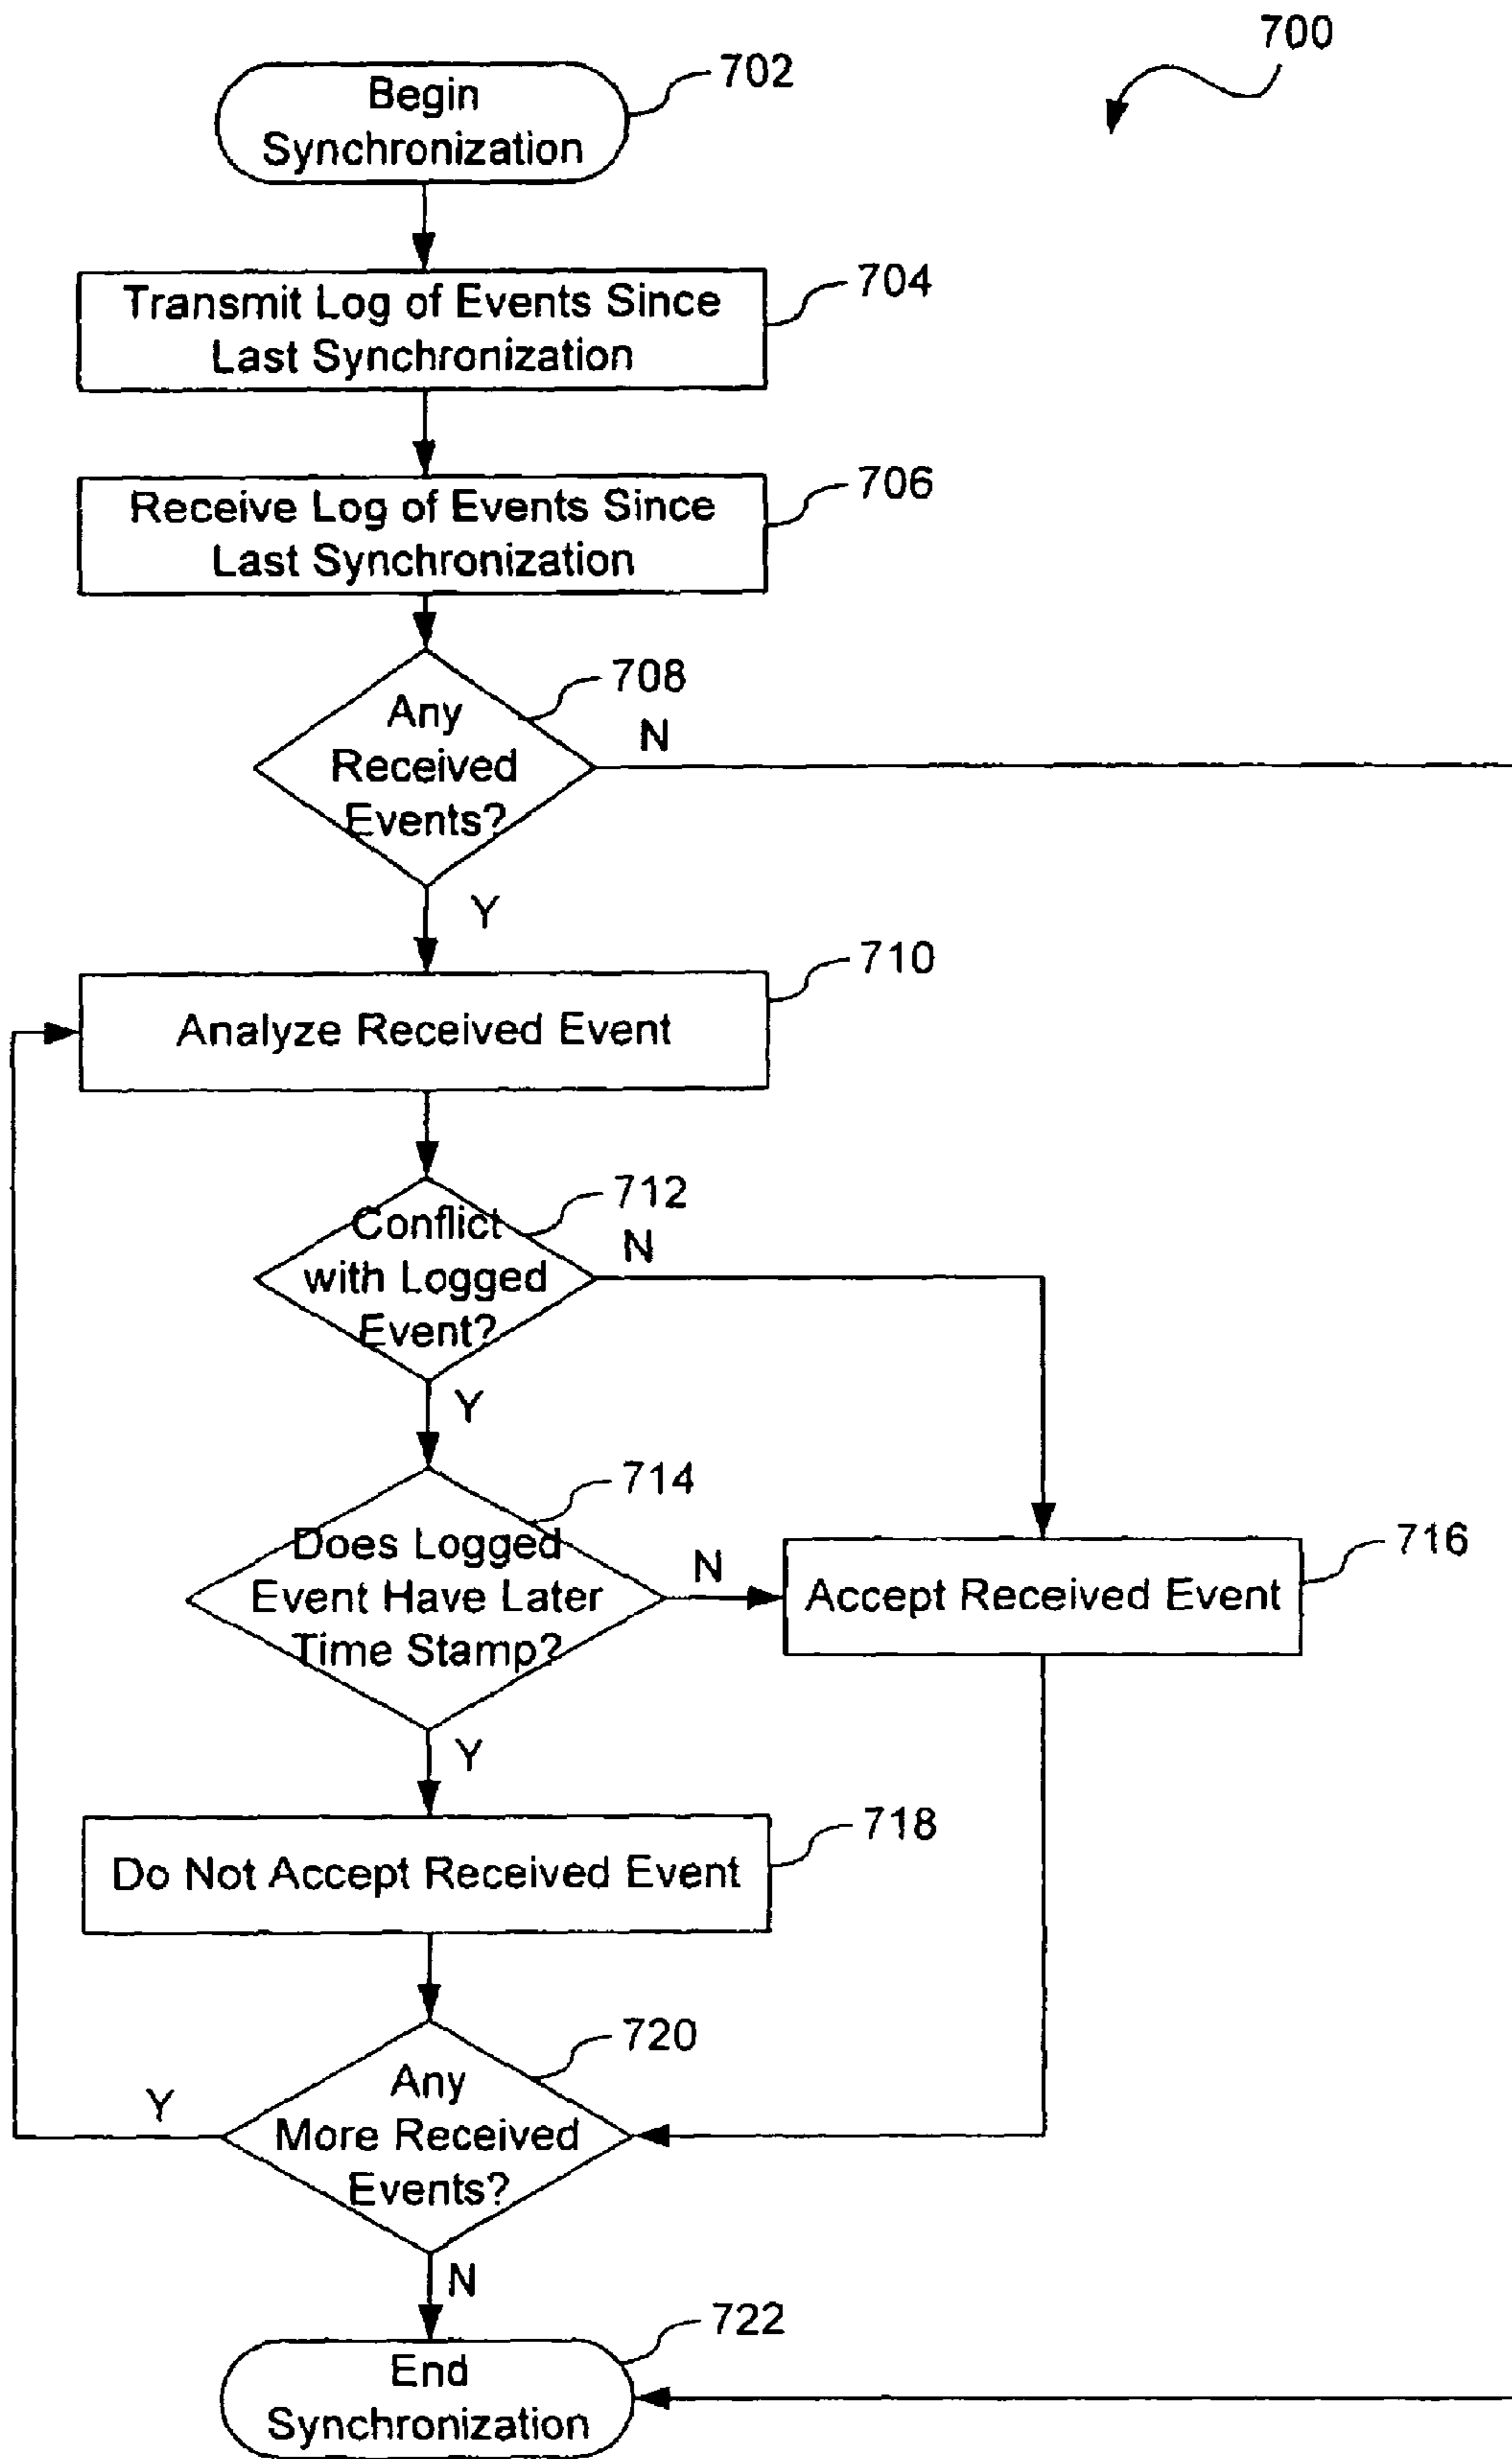 700
Begin
Synchronization
702
Transmit Log of Events Since
Last Synchronization
704
Receive Log of Events Since
Last Synchronization
706
Any
Received
Events?
708
N
Y
Analyze Received Event
710
Conflict
with Logged
Event?
712
N
Y
Does Logged
Event Have Later
Time Stamp?
714
N
Accept Received Event
716
Y
Do Not Accept Received Event
718
Any
More Received
Events?
720
Y
N
End
Synchronization
722